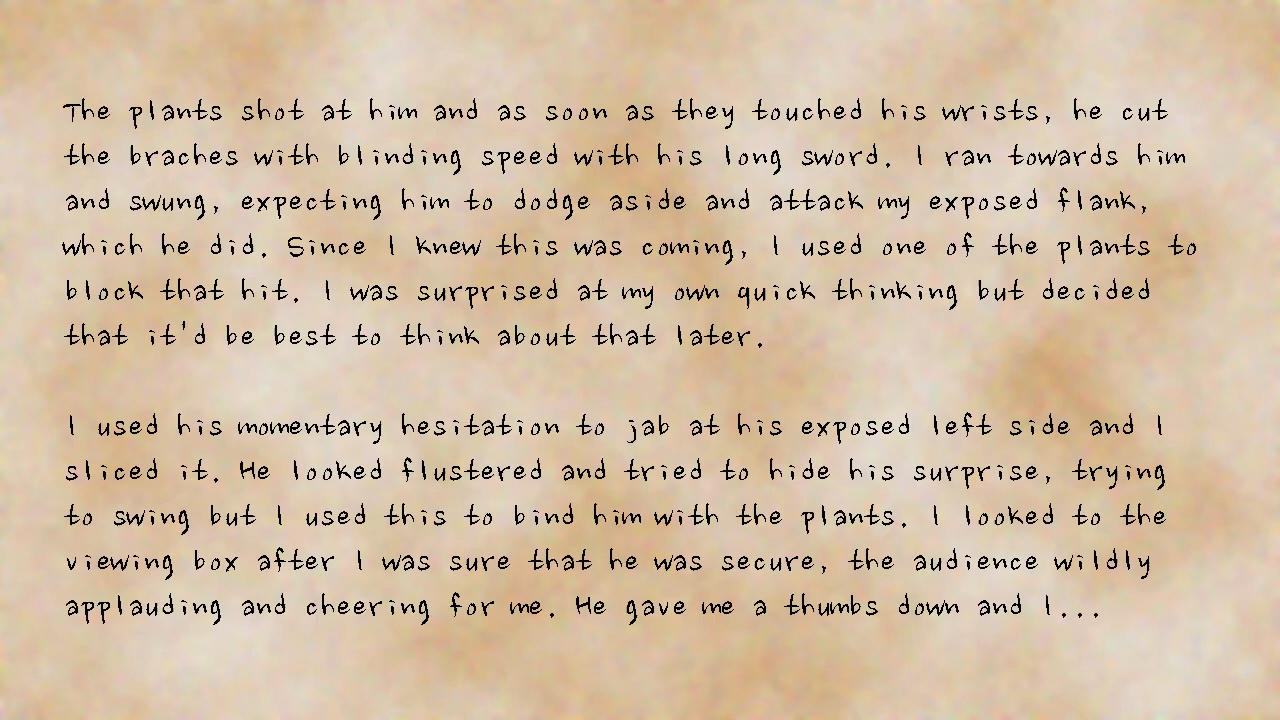 The plants shot at him and as soon as they touched his wrists, he cut
the braches with blinding speed with his long sword. I ran towards him
and swung, expecting him to dodge aside and attack my exposed flank,
which he did. Since I knew this was coming, I used one of the plants to
block that hit. I was surprised at my own quick thinking but decided
that it'd be best to think about that later.
I used his momentary hesitation to jab at his exposed left side and I
sliced it. He looked flustered and tried to hide his surprise, trying
to swing but I used this to bind him with the plants. I looked to the
viewing box after I was sure that he was secure, the audience wildly
applauding and cheering for me. He gave me a thumbs down and I...